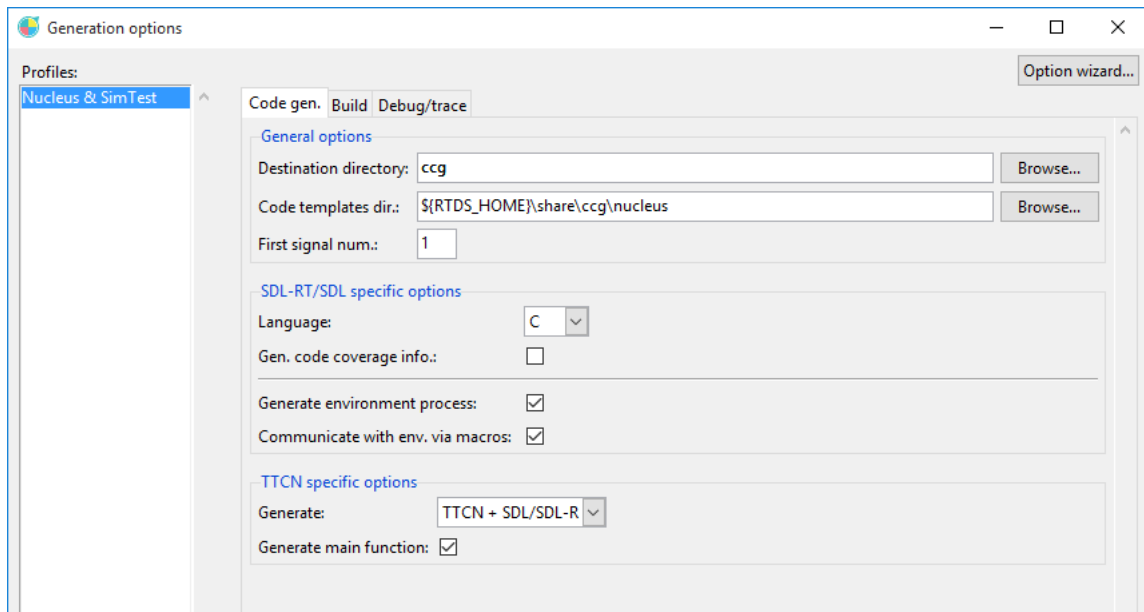 Generation options
Profiles:
Option wizard...
Nucleus & SimTest
Code gen. Build Debug/trace
General options
Destination directory: ccg Browse...
Code templates dir.: ${RTDS_HOME}\share\ccg\nucleus Browse...
First signal num.: 1
SDL-RT/SDL specific options
Language: C
Gen. code coverage info.:
Generate environment process:
Communicate with env. via macros:
TTCN specific options
Generate: TTCN + SDL/SDL-R
Generate main function: